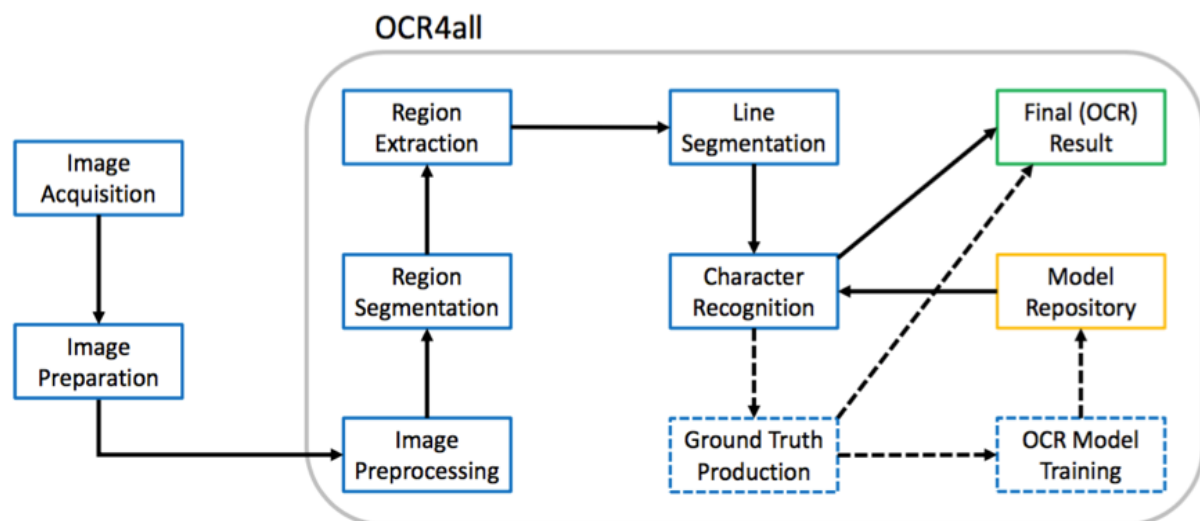 OCR4all
Image
Acquisition
Image
Preparation
Image
Preprocessing
Region
Segmentation
Region
Extraction
Line
Segmentation
Character
Recognition
Ground Truth
Production
OCR Model
Training
Model
Repository
Final (OCR)
Result